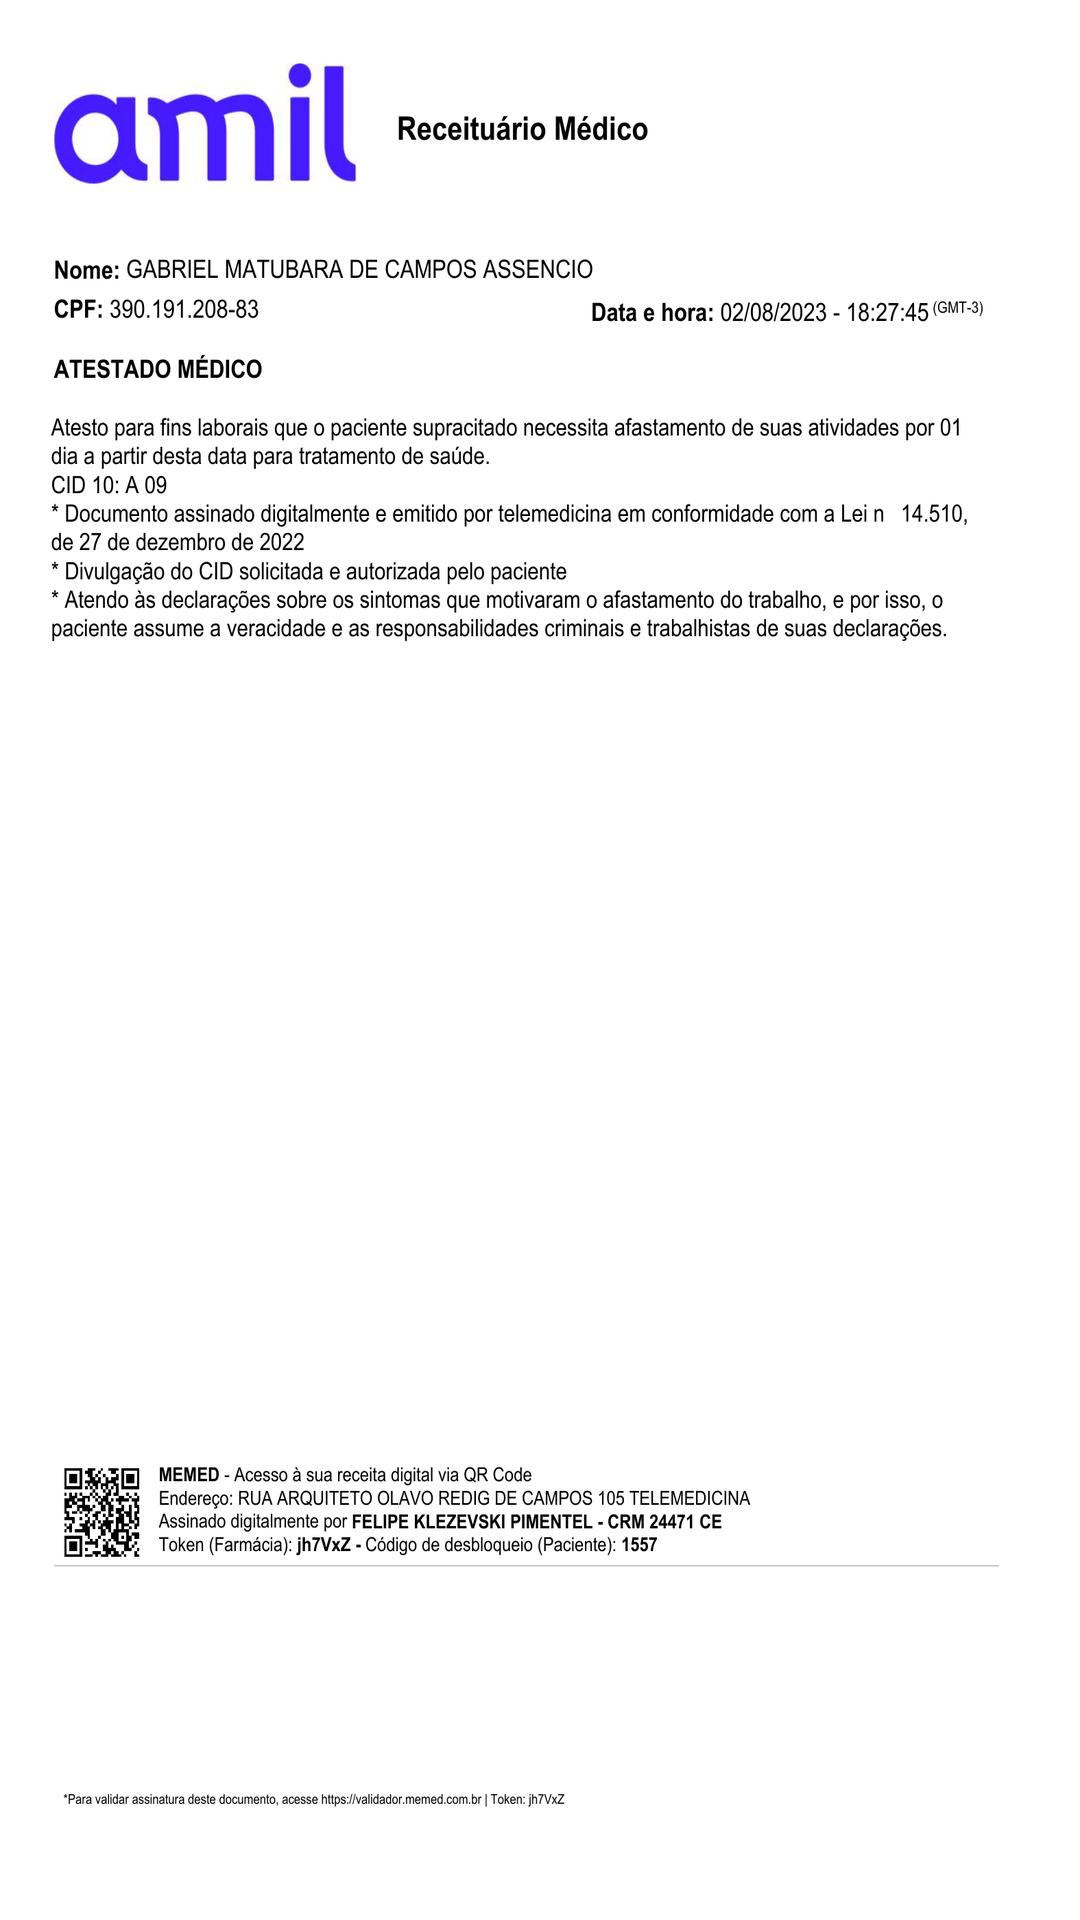 amil
Receituário Médico
Nome: GABRIEL MATUBARA DE CAMPOS ASSENCIO
CPF: 390.191.208-83
Data e hora: 02/08/2023 - 18:27:45 (GMT-3)
ATESTADO MÉDICO
Atesto para fins laborais que o paciente supracitado necessita afastamento de suas atividades por 01
dia a partir desta data para tratamento de saúde.
CID 10: A 09
* Documento assinado digitalmente e emitido por telemedicina em conformidade com a Lei n 14.510,
de 27 de dezembro de 2022
* Divulgação do CID solicitada e autorizada pelo paciente
* Atendo às declarações sobre os sintomas que motivaram o afastamento do trabalho, e por isso, o
paciente assume a veracidade e as responsabilidades criminais e trabalhistas de suas declarações.
MEMED - Acesso à sua receita digital via QR Code
Endereço: RUA ARQUITETO OLAVO REDIG DE CAMPOS 105 TELEMEDICINA
Assinado digitalmente por FELIPE KLEZEVSKI PIMENTEL - CRM 24471 CE
Token (Farmácia): jh7VxZ - Código de desbloqueio (Paciente): 1557
*Para validar assinatura deste documento, acesse https://validador.memed.com.br | Token: jh7VxZ